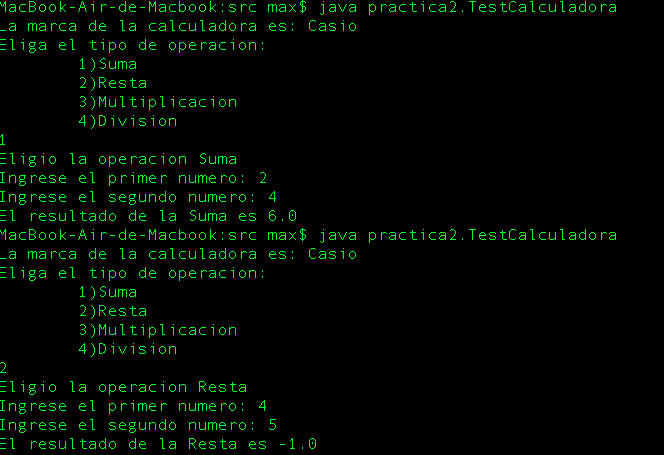 MacBook-Air-de-Macbook:src max$ java practica2.TestCalculadora
La marca de la calculadora es: Casio
Eliga el tipo de operacion:
1)Suma
2)Resta
3)Multiplicacion
4)Division
1
Eligio la operacion Suma
Ingrese el primer numero: 2
Ingrese el segundo numero: 4
El resultado de la Suma es 6.0
MacBook-Air-de-Macbook:src max$ java practica2.TestCalculadora
La marca de la calculadora es: Casio
Eliga el tipo de operacion:
1)Suma
2)Resta
3)Multiplicacion
4)Division
2
Eligio la operacion Resta
Ingrese el primer numero: 4
Ingrese el segundo numero: 5
El resultado de la Resta es -1.0